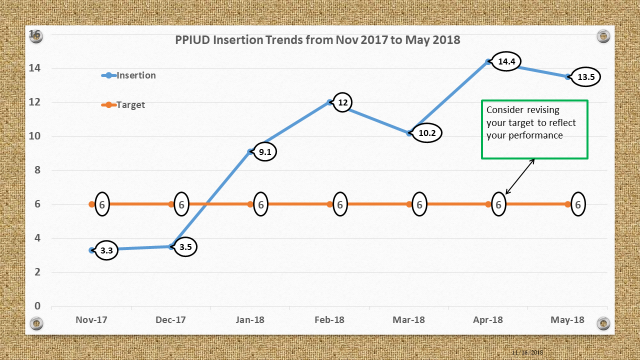 PPIUD Insertion Trends from Nov 2017 to May 2018
16
14
12
10
8
6
4
2
0
Insertion
Target
3.3
3.5
9.1
12
10.2
14.4
13.5
6
6
6
6
6
6
6
Consider revising
your target to reflect
your performance
Nov-17
Dec-17
Jan-18
Feb-18
Mar-18
Apr-18
May-18